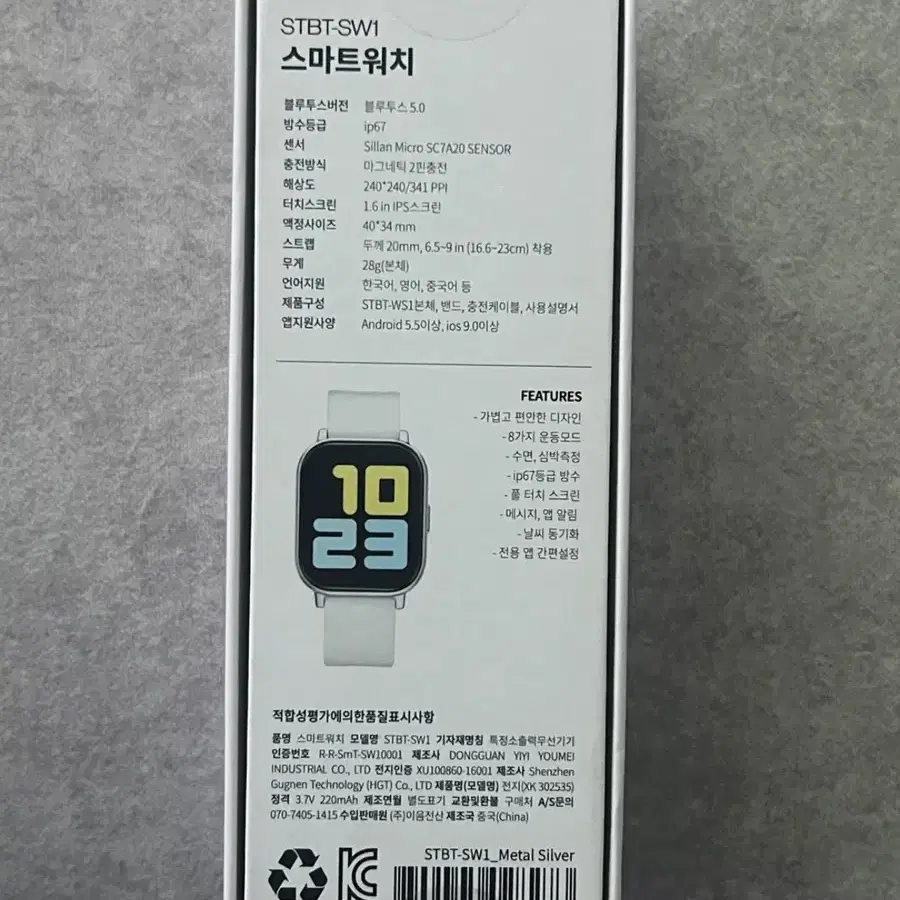 STBT-SW1
스마트워치
블루투스버전 블루투스 5.0
방수등급 ip67
센서 Sillan Micro SC7A20 SENSOR
충전방식 마그네틱 2핀충전
해상도 240*240/341 PPI
터치스크린 1.6 in IPS스크린
액정사이즈 40*34 mm
스트랩 두께 20mm, 6.5~9 in (16.6~23cm) 착용
무게 28g(본체)
언어지원 한국어, 영어, 중국어 등
제품구성 STBT-WS1본체, 밴드, 충전케이블, 사용설명서
앱지원사양 Android 5.5이상, ios 9.0이상
FEATURES
- 가볍고 편안한 디자인
- 8가지 운동모드
- 수면, 심박측정
- ip67등급 방수
- 풀 터치 스크린
- 메시지, 앱 알림
- 날씨 동기화
- 전용 앱 간편설정
10
23
적합성평가에의한품질표시사항
품명 스마트워치 모델명 STBT-SW1 기자재명칭 특정소출력무선기기
인증번호 R-R-SmT-SW10001 제조사 DONGGUAN YIYI YOUMEI
INDUSTRIAL CO., LTD 전지인증 XU100860-16001 제조사 Shenzhen
Gugnen Technology (HGT) Co., LTD 제품명(모델명) 전지(XK 302535)
정격 3.7V 220mAh 제조연월 별도표기 교환및환불 구매처 A/S문의
070-7405-1415 수입판매원 (주)이음전산 제조국 중국(China)
STBT-SW1_Metal Silver